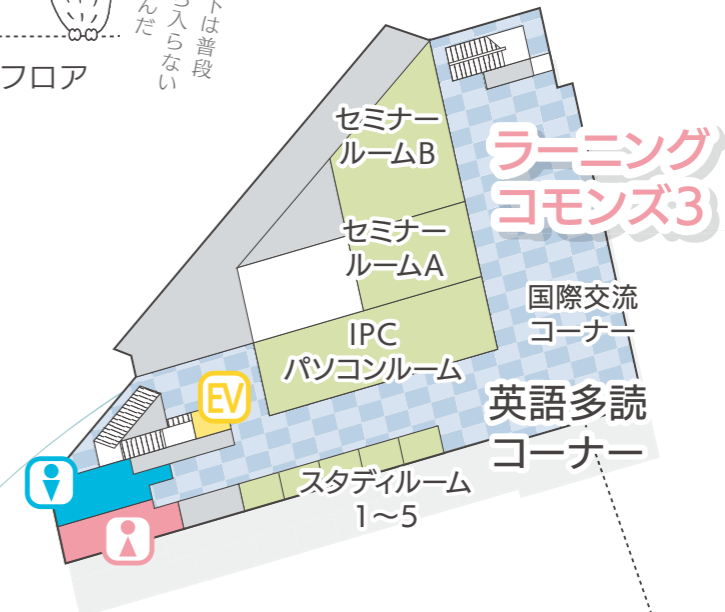 トは普段
ら入らない
んだ
フロア
セミナー
ルームB
ラーニング
コモンズ3
セミナー
ルームA
国際交流
コーナー
IPC
パソコンルーム
EV
英語多読
コーナー
スタディルーム
1～5